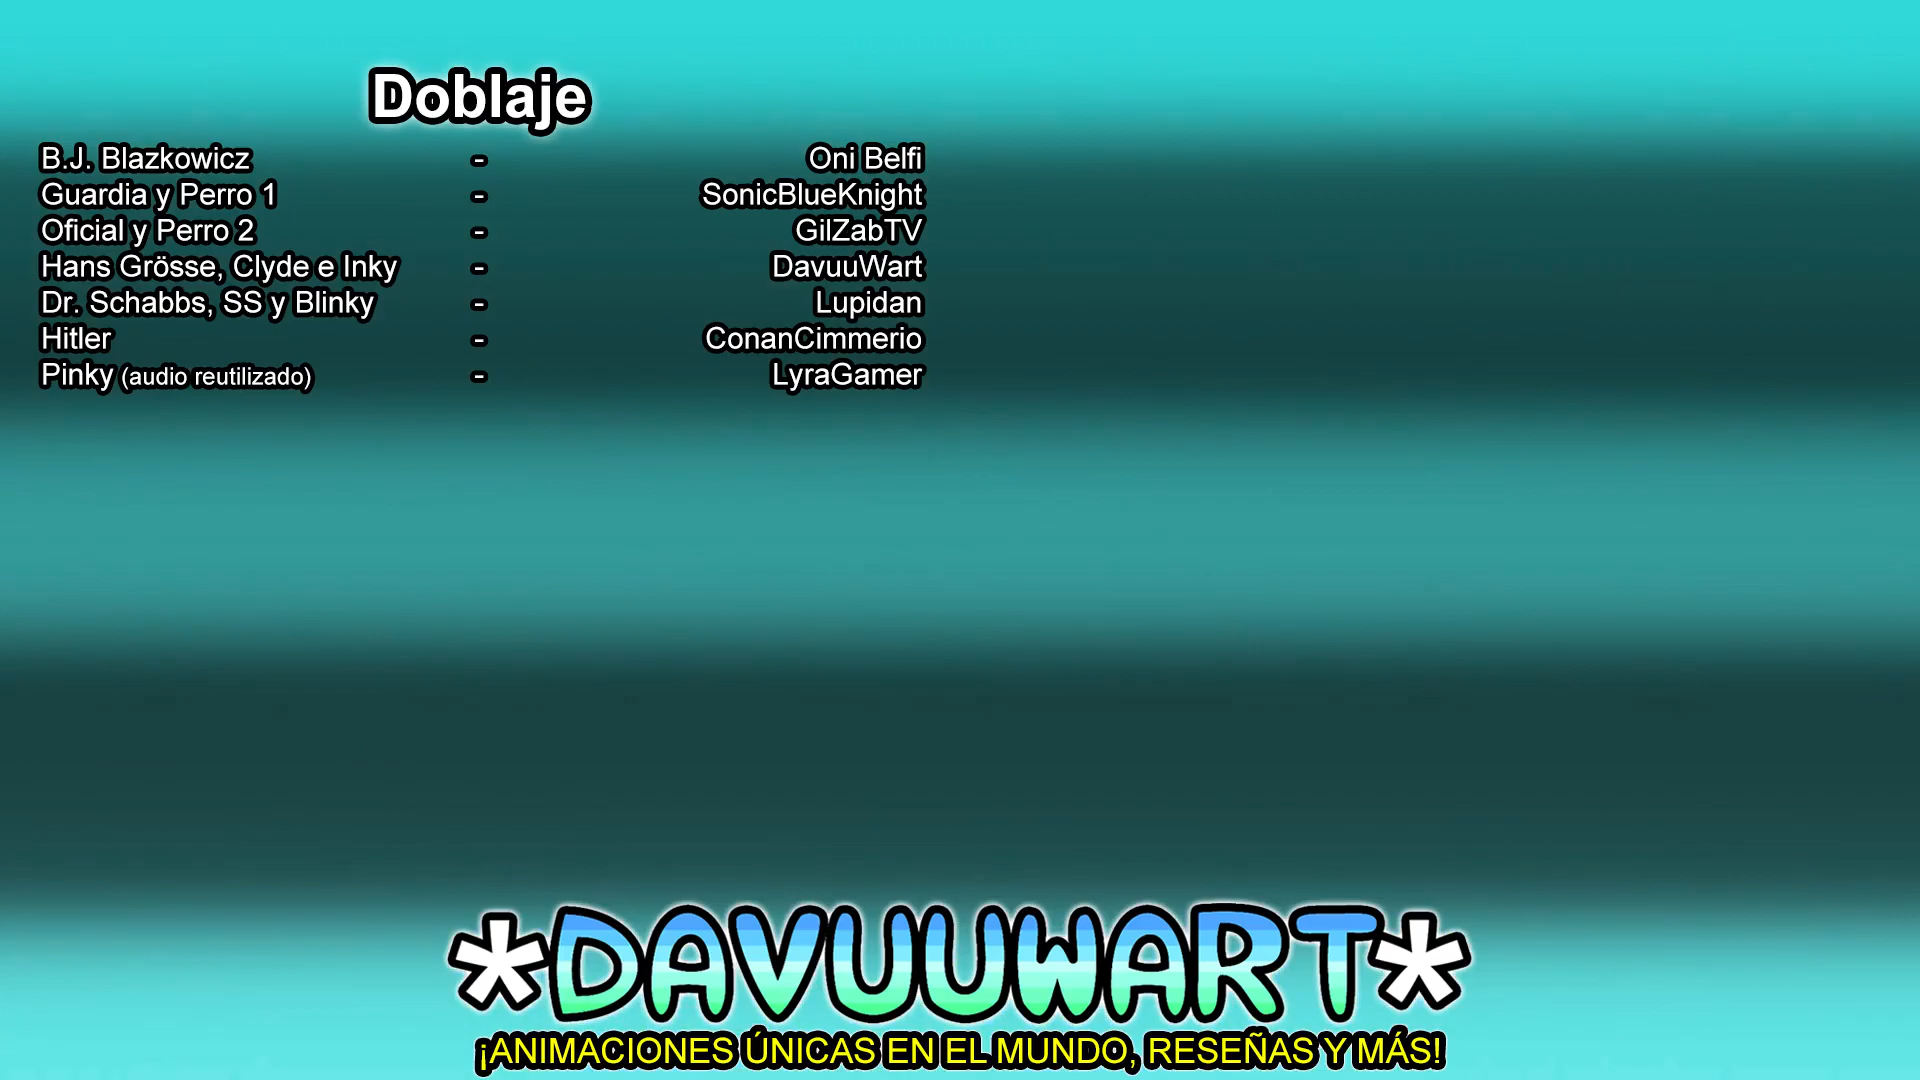 Doblaje
B.J. Blazkowicz - Oni Belfi
Guardia y Perro 1 - SonicBlueKnight
Oficial y Perro 2 - GilZabTV
Hans Grösse, Clyde e Inky - DavuuWart
Dr. Schabbs, SS y Blinky - Lupidan
Hitler - ConanCimmerio
Pinky (audio reutilizado) - LyraGamer
*DAVUUWART*
¡ANIMACIONES ÚNICAS EN EL MUNDO, RESEÑAS Y MÁS!